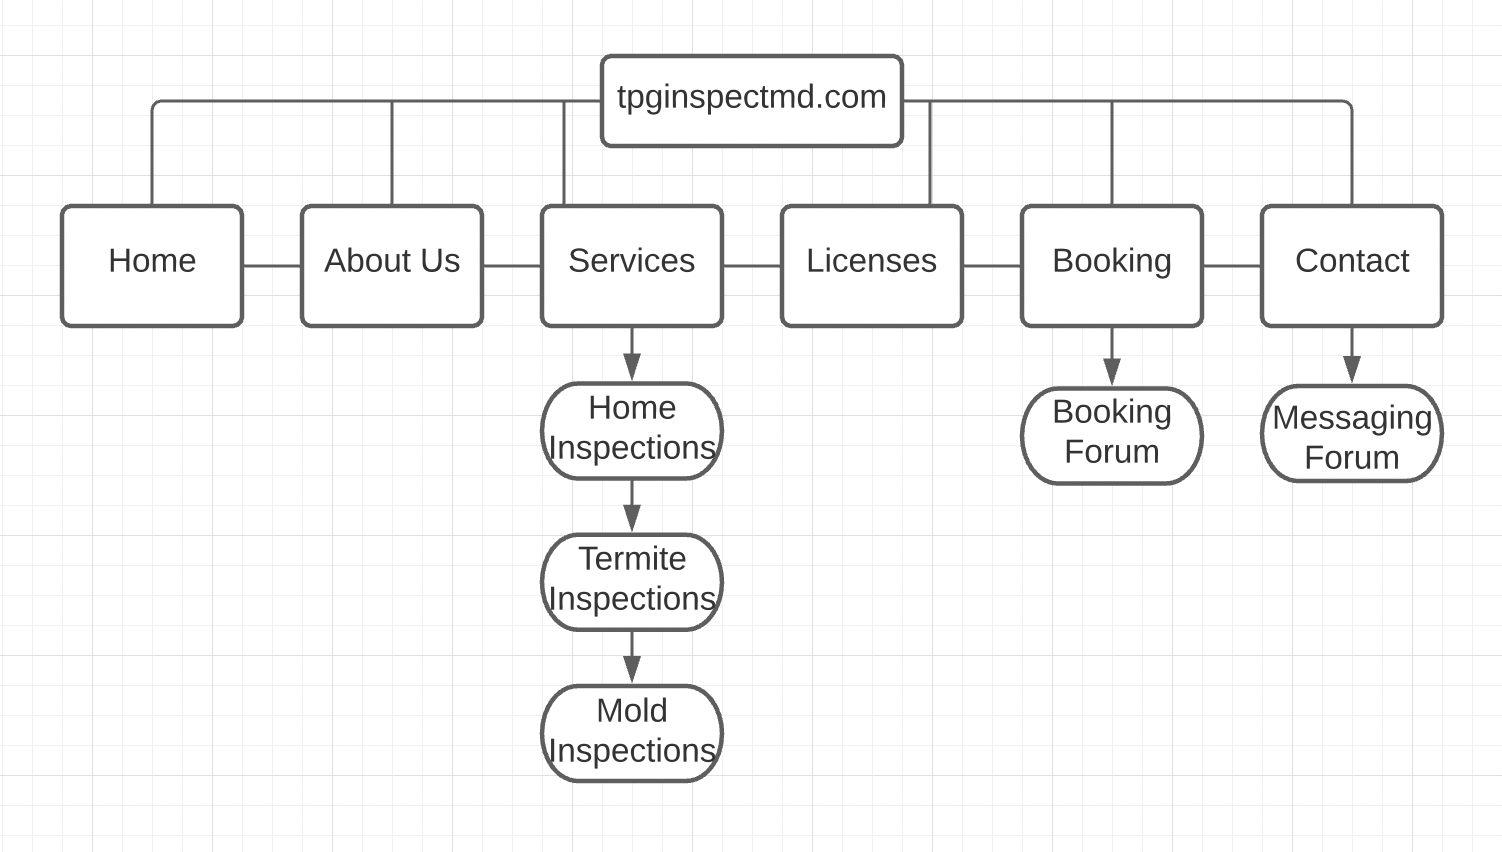 tpginspectmd.com
Home
About Us
Services
Licenses
Booking
Contact
Home
Inspections
Booking
Forum
Messaging
Forum
Termite
Inspections
Mold
Inspections